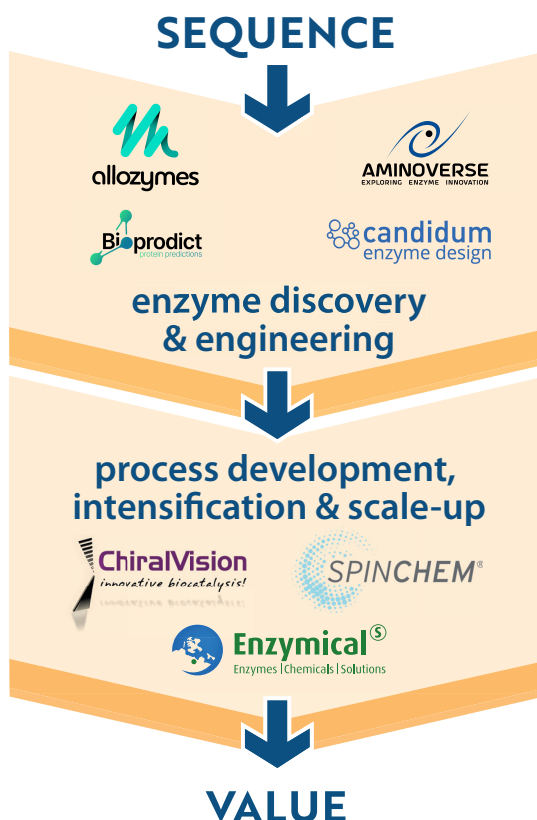 SEQUENCE
allozymes
AMINOVERSE
EXPLORING ENZYME INNOVATION
Bioprodict
protein predictions
candidum
enzyme design
enzyme discovery
& engineering
process development,
intensification & scale-up
ChiralVision
innovative biocatalysis!
SPINCHEM®
Enzymical Ⓢ
Enzymes | Chemicals | Solutions
VALUE